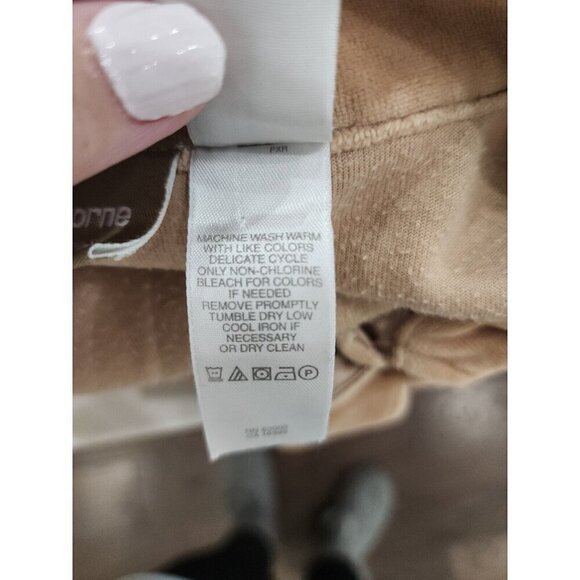 PXR
orne
MACHINE WASH WARM
WITH LIKE COLORS
DELICATE CYCLE
ONLY NON-CHLORINE
BLEACH FOR COLORS
IF NEEDED
REMOVE PROMPTLY
TUMBLE DRY LOW
COOL IRON IF
NECESSARY
OR DRY CLEAN
P